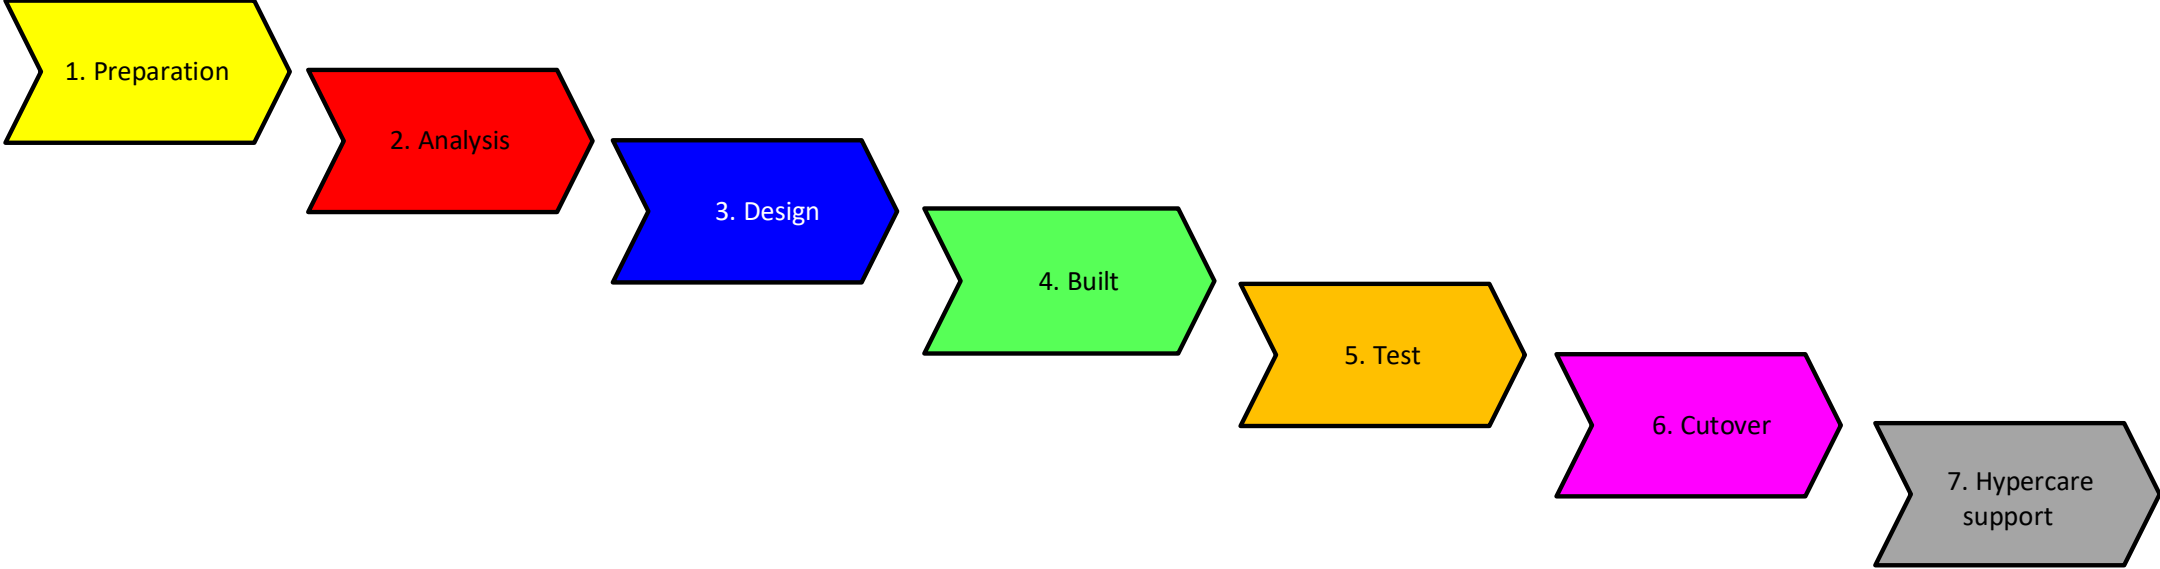 1. Preparation
2. Analysis
3. Design
4. Built
5. Test
6. Cutover
7. Hypercare
support